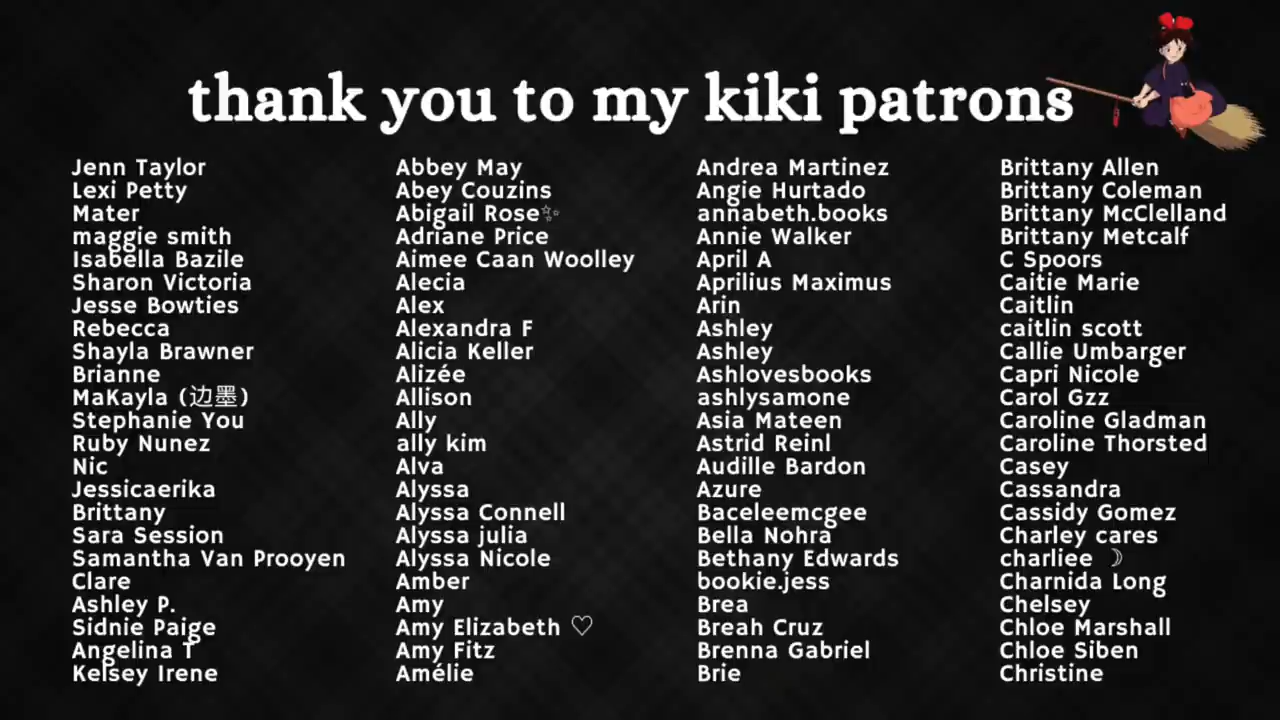 thank you to my kiki patrons
Jenn Taylor
Lexi Petty
Mater
maggie smith
Isabella Bazile
Sharon Victoria
Jesse Bowties
Rebecca
Shayla Brawner
Brianne
MaKayla (边墨)
Stephanie You
Ruby Nunez
Nic
Jessicaerika
Brittany
Sara Session
Samantha Van Prooyen
Clare
Ashley P.
Sidnie Paige
Angelina T
Kelsey Irene
Abbey May
Abey Couzins
Abigail Rose✨
Adriane Price
Aimee Caan Woolley
Alecia
Alex
Alexandra F
Alicia Keller
Alizée
Allison
Ally
ally kim
Alva
Alyssa
Alyssa Connell
Alyssa julia
Alyssa Nicole
Amber
Amy
Amy Elizabeth ♡
Amy Fitz
Amélie
Andrea Martinez
Angie Hurtado
annabeth.books
Annie Walker
April A
Aprilius Maximus
Arin
Ashley
Ashley
Ashlovesbooks
ashlysamone
Asia Mateen
Astrid Reinl
Audille Bardon
Azure
Baceleemcgee
Bella Nohra
Bethany Edwards
bookie.jess
Brea
Breah Cruz
Brenna Gabriel
Brie
Brittany Allen
Brittany Coleman
Brittany McClelland
Brittany Metcalf
C Spoors
Caitie Marie
Caitlin
caitlin scott
Callie Umbarger
Capri Nicole
Carol Gzz
Caroline Gladman
Caroline Thorsted
Casey
Cassandra
Cassidy Gomez
Charley cares
charliee ☽
Charnida Long
Chelsey
Chloe Marshall
Chloe Siben
Christine